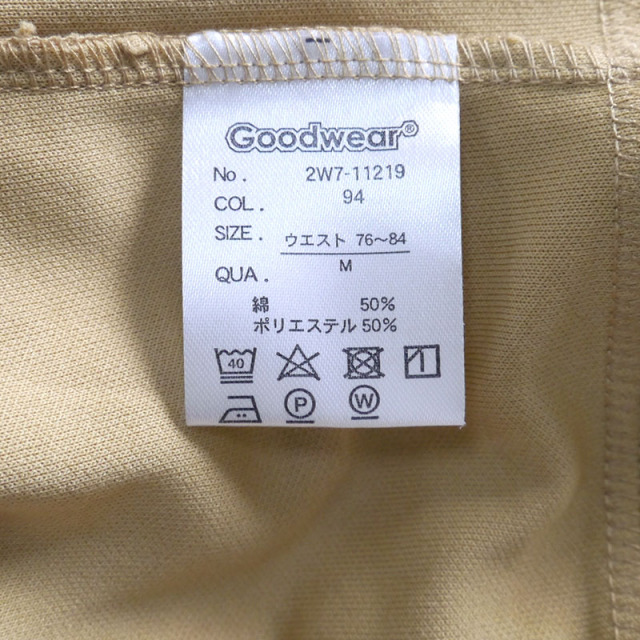 Goodwear®
No. 2W7-11219
COL. 94
SIZE. ウエスト 76～84
M
QUA.
綿 50%
ポリエステル 50%
40
P W